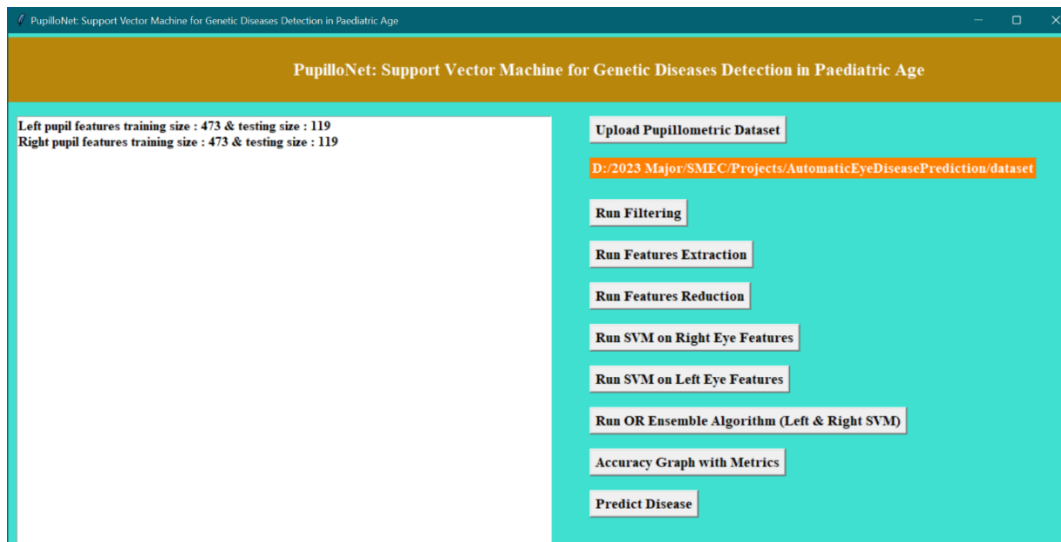 PupilloNet: Support Vector Machine for Genetic Diseases Detection in Paediatric Age
PupilloNet: Support Vector Machine for Genetic Diseases Detection in Paediatric Age
Left pupil features training size : 473 & testing size : 119
Right pupil features training size : 473 & testing size : 119
Upload Pupillometric Dataset
D:/2023 Major/SMEC/Projects/AutomaticEyeDiseasePrediction/dataset
Run Filtering
Run Features Extraction
Run Features Reduction
Run SVM on Right Eye Features
Run SVM on Left Eye Features
Run OR Ensemble Algorithm (Left & Right SVM)
Accuracy Graph with Metrics
Predict Disease